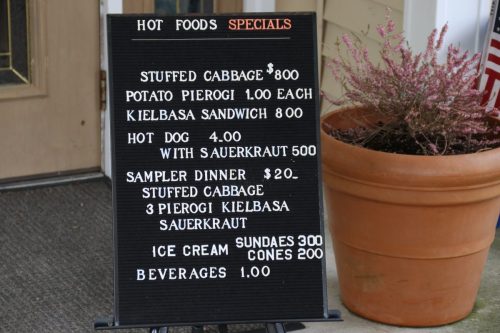 HOT FOODS SPECIALS
STUFFED CABBAGE $800
POTATO PIEROGI 1.00 EACH
KIELBASA SANDWICH 800
HOT DOG 4.00
WITH SAUERKRAUT 500
SAMPLER DINNER $20_
STUFFED CABBAGE
3 PIEROGI KIELBASA
SAUERKRAUT
ICE CREAM SUNDAES 300
CONES 200
BEVERAGES 1.00